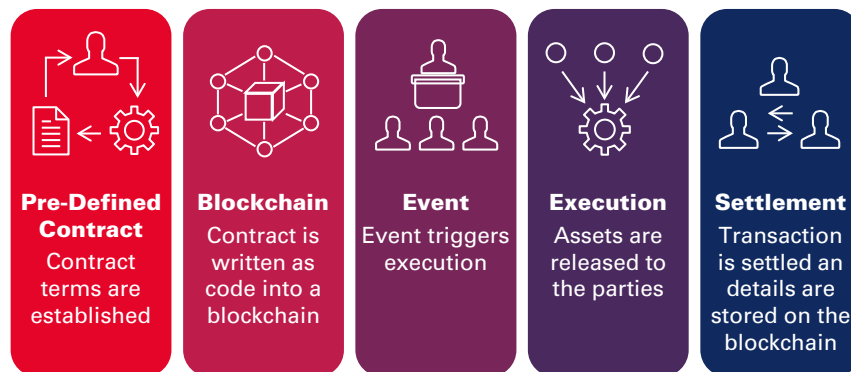 Pre-Defined
Contract
Contract
terms are
established
Blockchain
Contract is
written as
code into a
blockchain
Event
Event triggers
execution
Execution
Assets are
released to
the parties
Settlement
Transaction
is settled an
details are
stored on the
blockchain